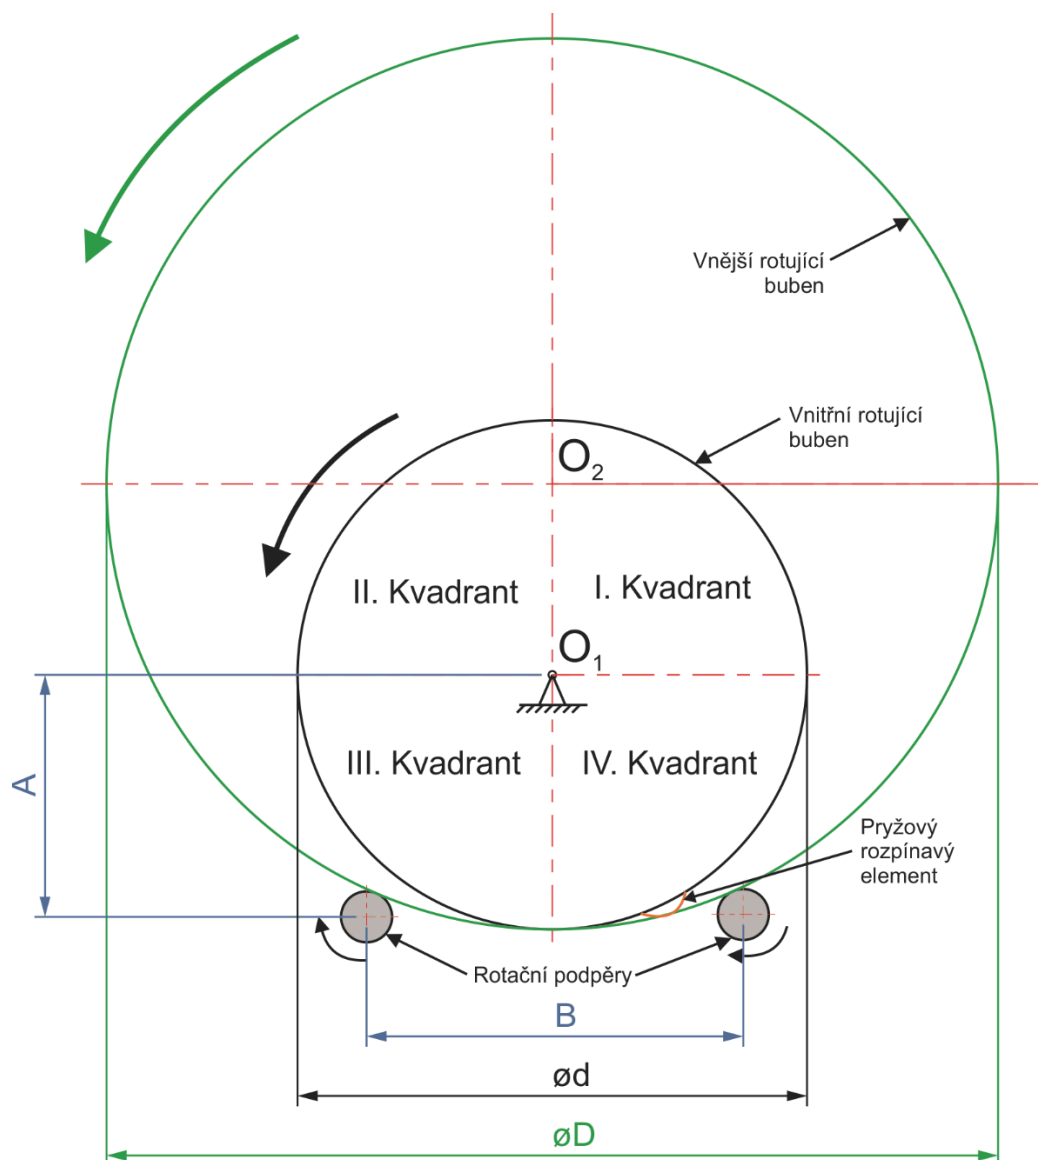 Vnější rotující
buben
Vnitřní rotující
buben
O2
II. Kvadrant
I. Kvadrant
O1
III. Kvadrant
IV. Kvadrant
A
Pryžový
rozpínavý
element
Rotační podpěry
B
ød
øD